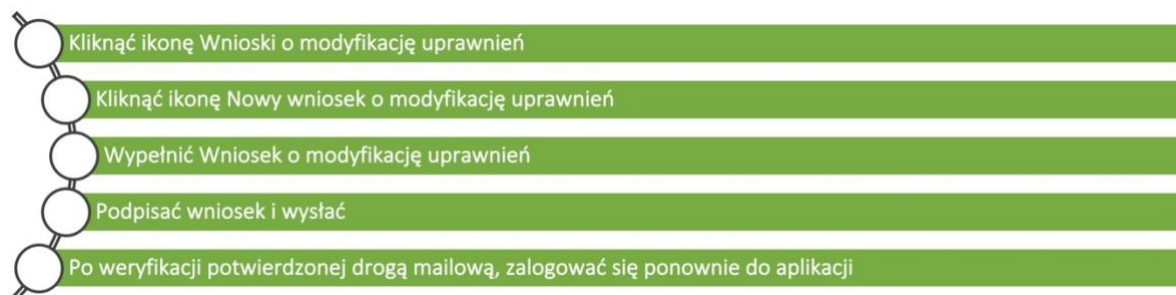 Kliknąć ikonę Wnioski o modyfikację uprawnień
Kliknąć ikonę Nowy wniosek o modyfikację uprawnień
Wypełnić Wniosek o modyfikację uprawnień
Podpisać wniosek i wysłać
Po weryfikacji potwierdzonej drogą mailową, zalogować się ponownie do aplikacji